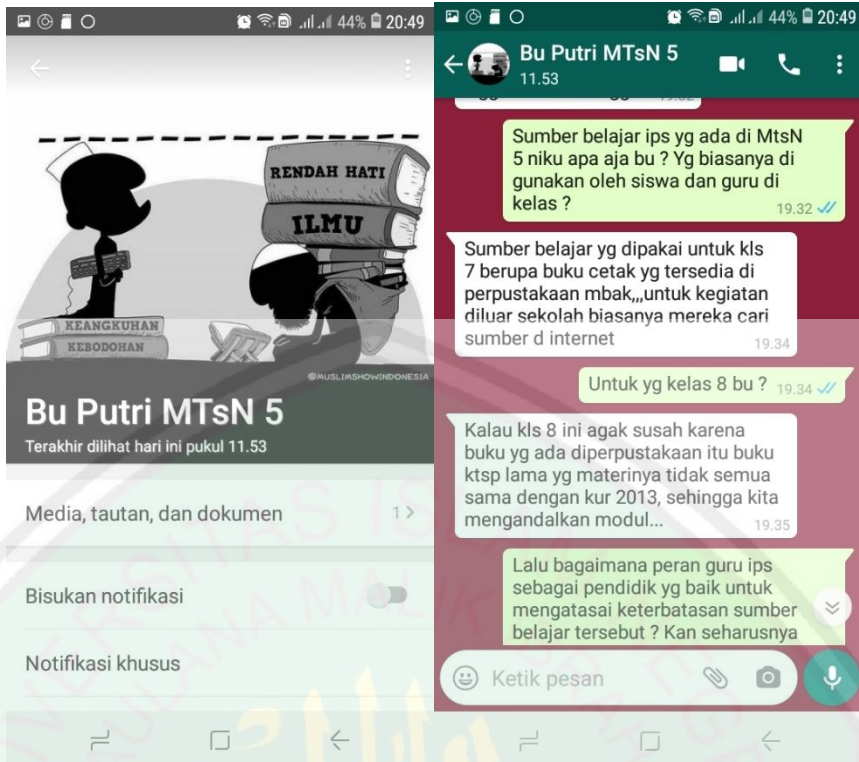 44% 20:49
RENDAH HATI
ILMU
KEANGKUHAN
KEBODOHAN
@MUSLIMSHOWINDONESIA
Bu Putri MTsN 5
Terakhir dilihat hari ini pukul 11.53
Media, tautan, dan dokumen 1 >
Bisukan notifikasi
Notifikasi khusus
44% 20:49
Bu Putri MTsN 5
11.53
Sumber belajar ips yg ada di MtsN
5 niku apa aja bu ? Yg biasanya di
gunakan oleh siswa dan guru di
kelas ?
19.32
Sumber belajar yg dipakai untuk kls
7 berupa buku cetak yg tersedia di
perpustakaan mbak,,,untuk kegiatan
diluar sekolah biasanya mereka cari
sumber d internet
19.34
Untuk yg kelas 8 bu ? 19.34
Kalau kls 8 ini agak susah karena
buku yg ada diperpustakaan itu buku
ktsp lama yg materinya tidak semua
sama dengan kur 2013, sehingga kita
mengandalkan modul...
19.35
Lalu bagaimana peran guru ips
sebagai pendidik yg baik untuk
mengatasai keterbatasan sumber
belajar tersebut ? Kan seharusnya
Ketik pesan